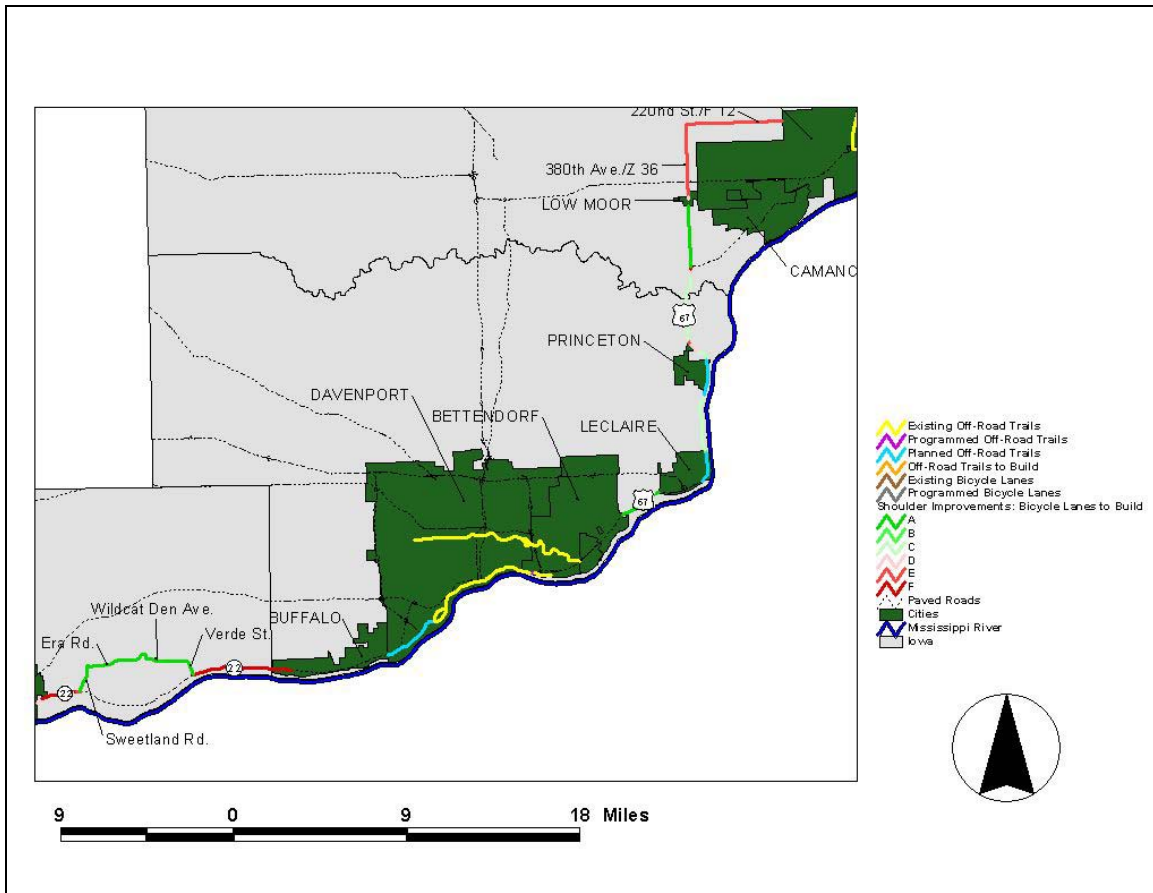 220nd St./F 12
380th Ave./Z 36
LOW MOOR
CAMANC
67
PRINCETON
DAVENPORT
BETTENDORF
LECLAIRE
67
Wildcat Den Ave.
BUFFALO
Era Rd.
Verde St.
22
22
Sweetland Rd.
Existing Off-Road Trails
Programmed Off-Road Trails
Planned Off-Road Trails
Off-Road Trails to Build
Existing Bicycle Lanes
Programmed Bicycle Lanes
Shoulder Improvements: Bicycle Lanes to Build
A
B
C
D
E
F
Paved Roads
Cities
Mississippi River
Iowa
9 0 9 18 Miles